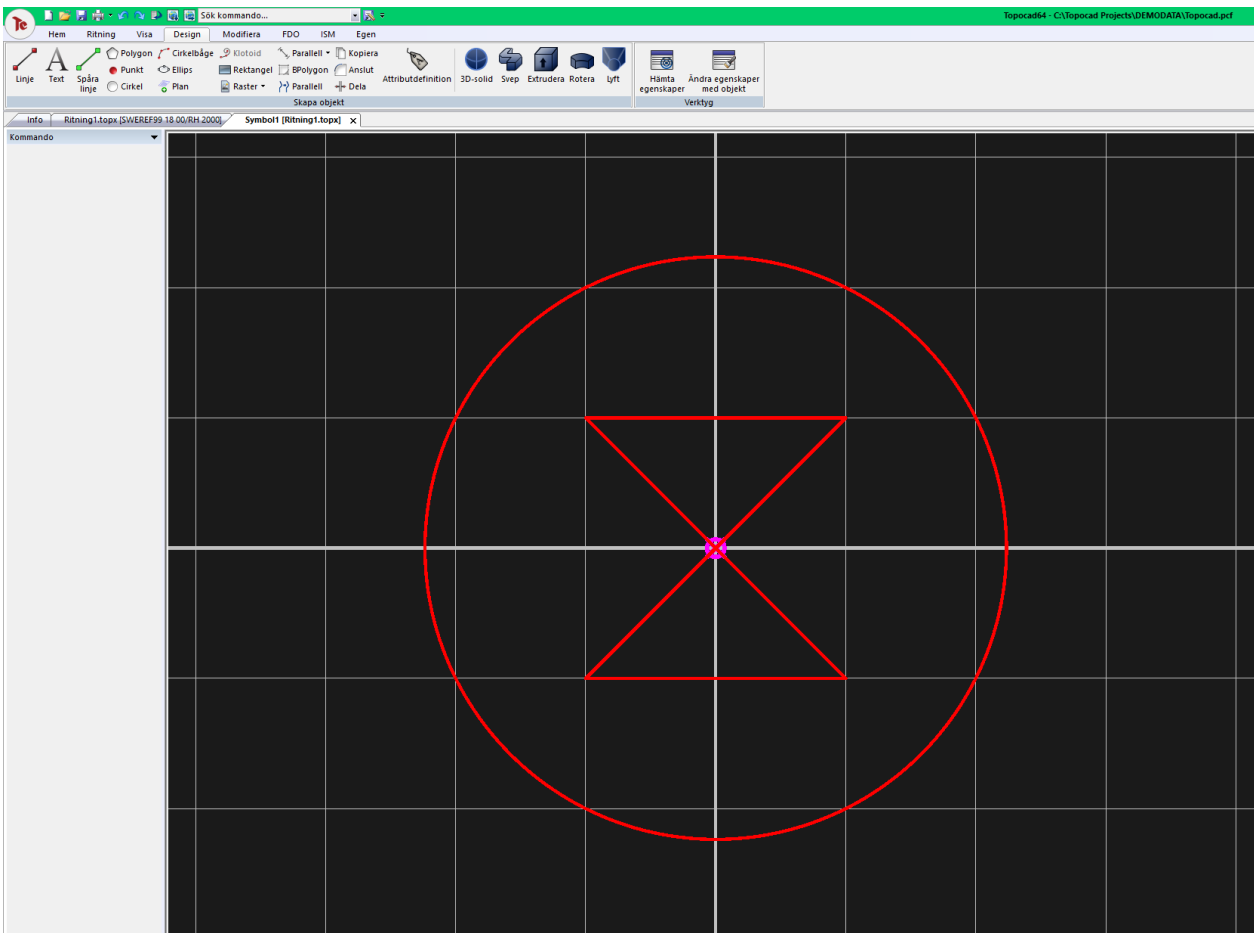 Sök kommando...
Topocad64 - C:\Topocad Projects\DEMODATA\Topocad.pcf
Tc
Hem Ritning Visa Design Modifiera FDO ISM Egen
Polygon Cirkelbåge Klotoid Parallell Kopiera
Punkt Ellips Rektangel BPolygon Anslut
Cirkel Plan Raster Parallell Dela
Linje Text Spåra linje
Attributdefinition 3D-solid Svep Extrudera Rotera Lyft
Hämta egenskaper Ändra egenskaper med objekt
Skapa objekt Verktyg
Info Ritning1.topx [SWEREF99 18 00/RH 2000] Symbol1 [Ritning1.topx] x
Kommando